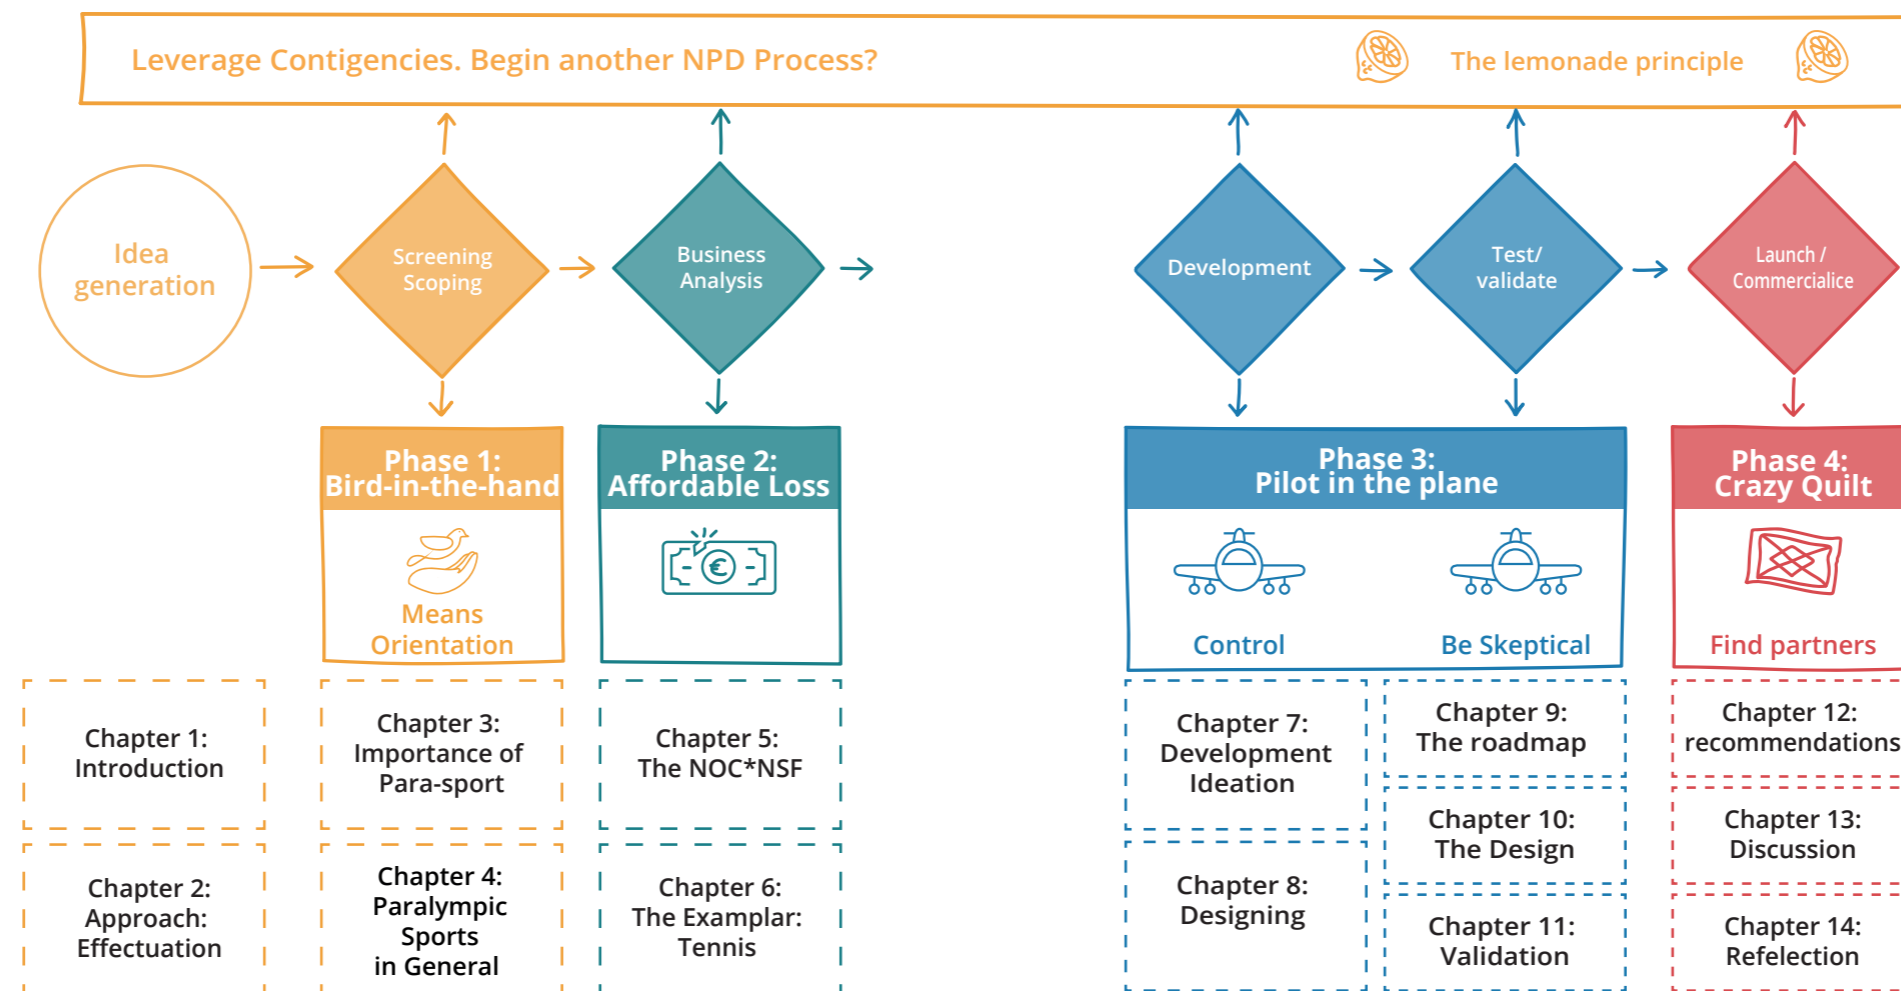 Leverage Contigencies. Begin another NPD Process?
The lemonade principle
Idea
generation
Screening
Scoping
Business
Analysis
Development
Test/
validate
Launch /
Commercialice
Phase 1:
Bird-in-the-hand
Means
Orientation
Phase 2:
Affordable Loss
€
Phase 3:
Pilot in the plane
Control
Be Skeptical
Phase 4:
Crazy Quilt
Find partners
Chapter 1:
Introduction
Chapter 2:
Approach:
Effectuation
Chapter 3:
Importance of
Para-sport
Chapter 4:
Paralympic
Sports
in General
Chapter 5:
The NOC*NSF
Chapter 6:
The Examplar:
Tennis
Chapter 7:
Development
Ideation
Chapter 8:
Designing
Chapter 9:
The roadmap
Chapter 10:
The Design
Chapter 11:
Validation
Chapter 12:
recommendations
Chapter 13:
Discussion
Chapter 14:
Refelection